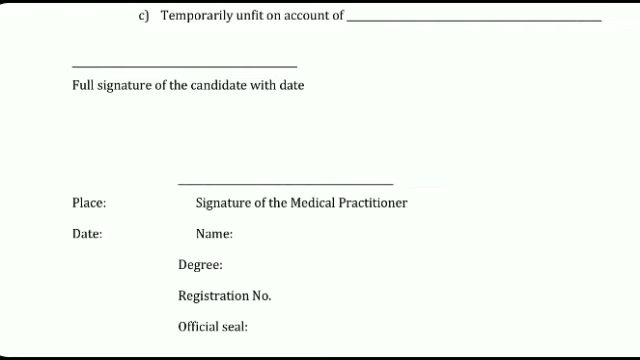 c) Temporarily unfit on account of
Full signature of the candidate with date
Place: Signature of the Medical Practitioner
Date: Name:
Degree:
Registration No.
Official seal: